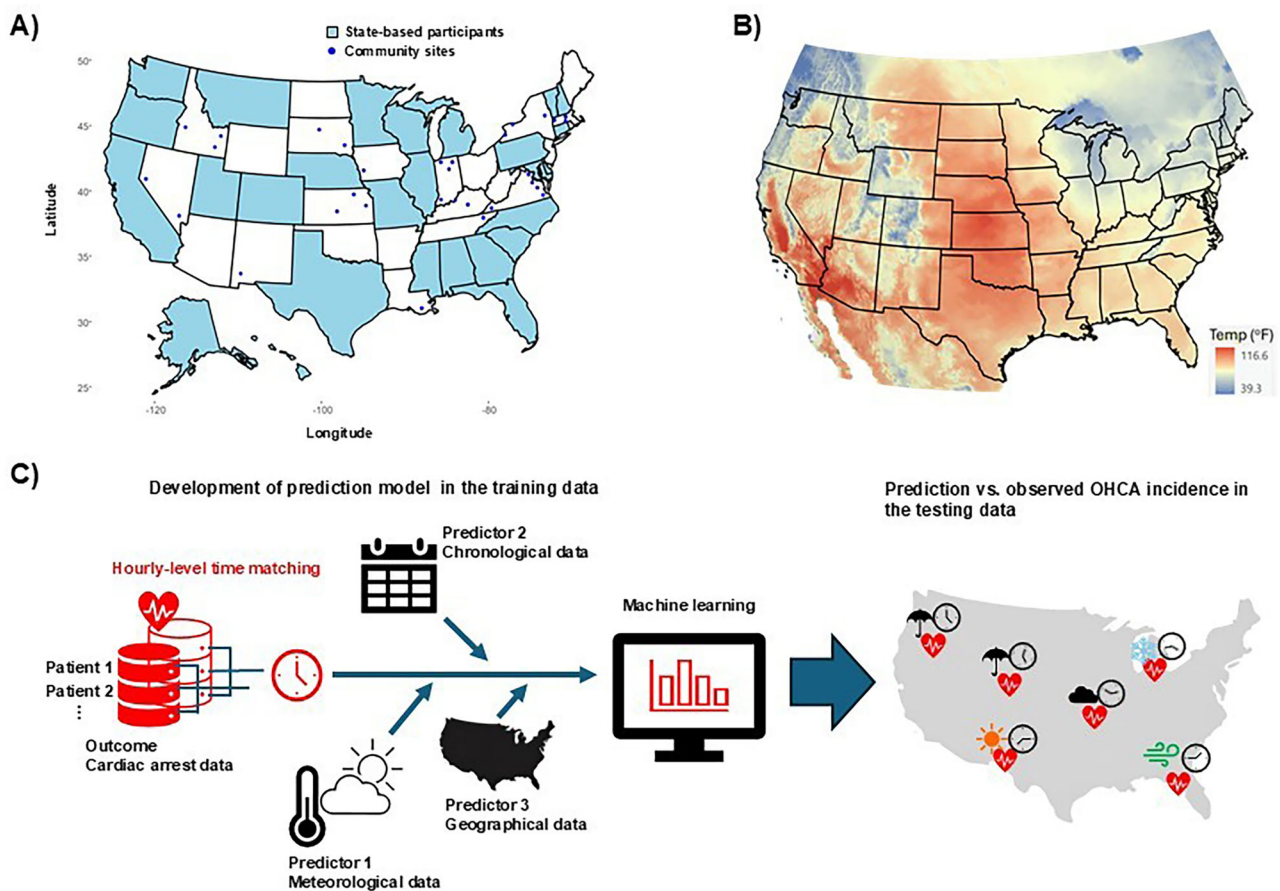 A)
State-based participants
Community sites
50
45
40
35
30
25
Latitude
-120
-100
-80
Longitude
B)
Temp (°F)
116.6
39.3
C)
Development of prediction model in the training data
Prediction vs. observed OHCA incidence in
the testing data
Hourly-level time matching
Predictor 2
Chronological data
Machine learning
Patient 1
Patient 2
...
Outcome
Cardiac arrest data
Predictor 3
Geographical data
Predictor 1
Meteorological data